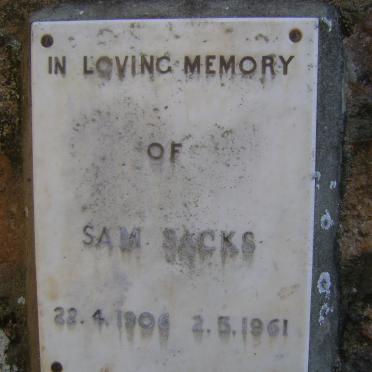 IN LOVING MEMORY
OF
SAM SACKS
22.4.1906 2.5.1961